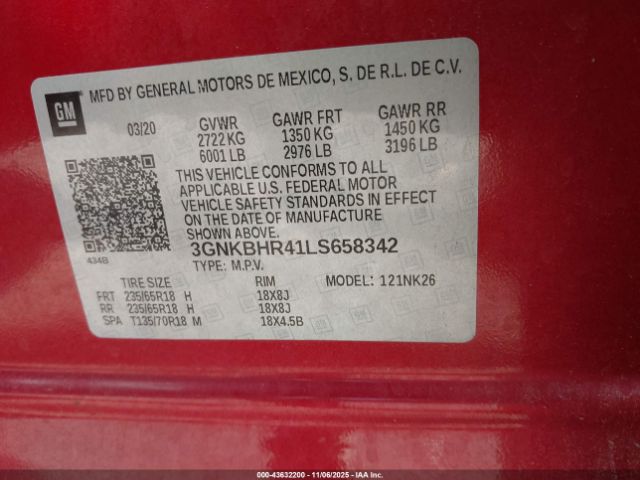 GM
MFD BY GENERAL MOTORS DE MEXICO, S. DE R.L. DE C.V.
03/20 GVWR GAWR FRT GAWR RR
2722 KG 1350 KG 1450 KG
6001 LB 2976 LB 3196 LB
THIS VEHICLE CONFORMS TO ALL
APPLICABLE U.S. FEDERAL MOTOR
VEHICLE SAFETY STANDARDS IN EFFECT
ON THE DATE OF MANUFACTURE
SHOWN ABOVE.
434B
3GNKBHR41LS658342
TYPE: M.P.V.
TIRE SIZE RIM MODEL: 121NK26
FRT 235/65R18 H 18X8J
RR 235/65R18 H 18X8J
SPA T135/70R18 M 18X4.5B
000-43632200 - 11/06/2025 - IAAI.COM